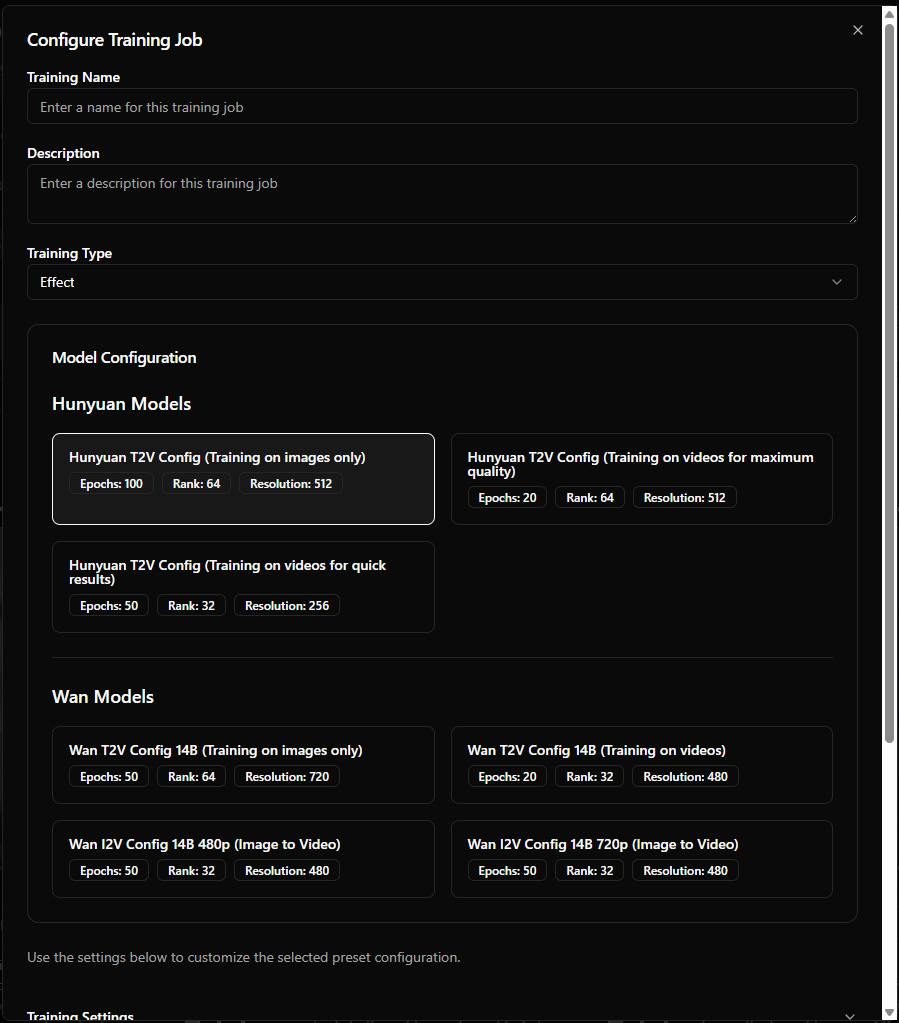 Configure Training Job
Training Name
Enter a name for this training job
Description
Enter a description for this training job
Training Type
Effect
Model Configuration
Hunyuan Models
Hunyuan T2V Config (Training on images only)
Epochs: 100 Rank: 64 Resolution: 512
Hunyuan T2V Config (Training on videos for maximum
quality)
Epochs: 20 Rank: 64 Resolution: 512
Hunyuan T2V Config (Training on videos for quick
results)
Epochs: 50 Rank: 32 Resolution: 256
Wan Models
Wan T2V Config 14B (Training on images only)
Epochs: 50 Rank: 64 Resolution: 720
Wan T2V Config 14B (Training on videos)
Epochs: 20 Rank: 32 Resolution: 480
Wan I2V Config 14B 480p (Image to Video)
Epochs: 50 Rank: 32 Resolution: 480
Wan I2V Config 14B 720p (Image to Video)
Epochs: 50 Rank: 32 Resolution: 480
Use the settings below to customize the selected preset configuration.
Training Settings